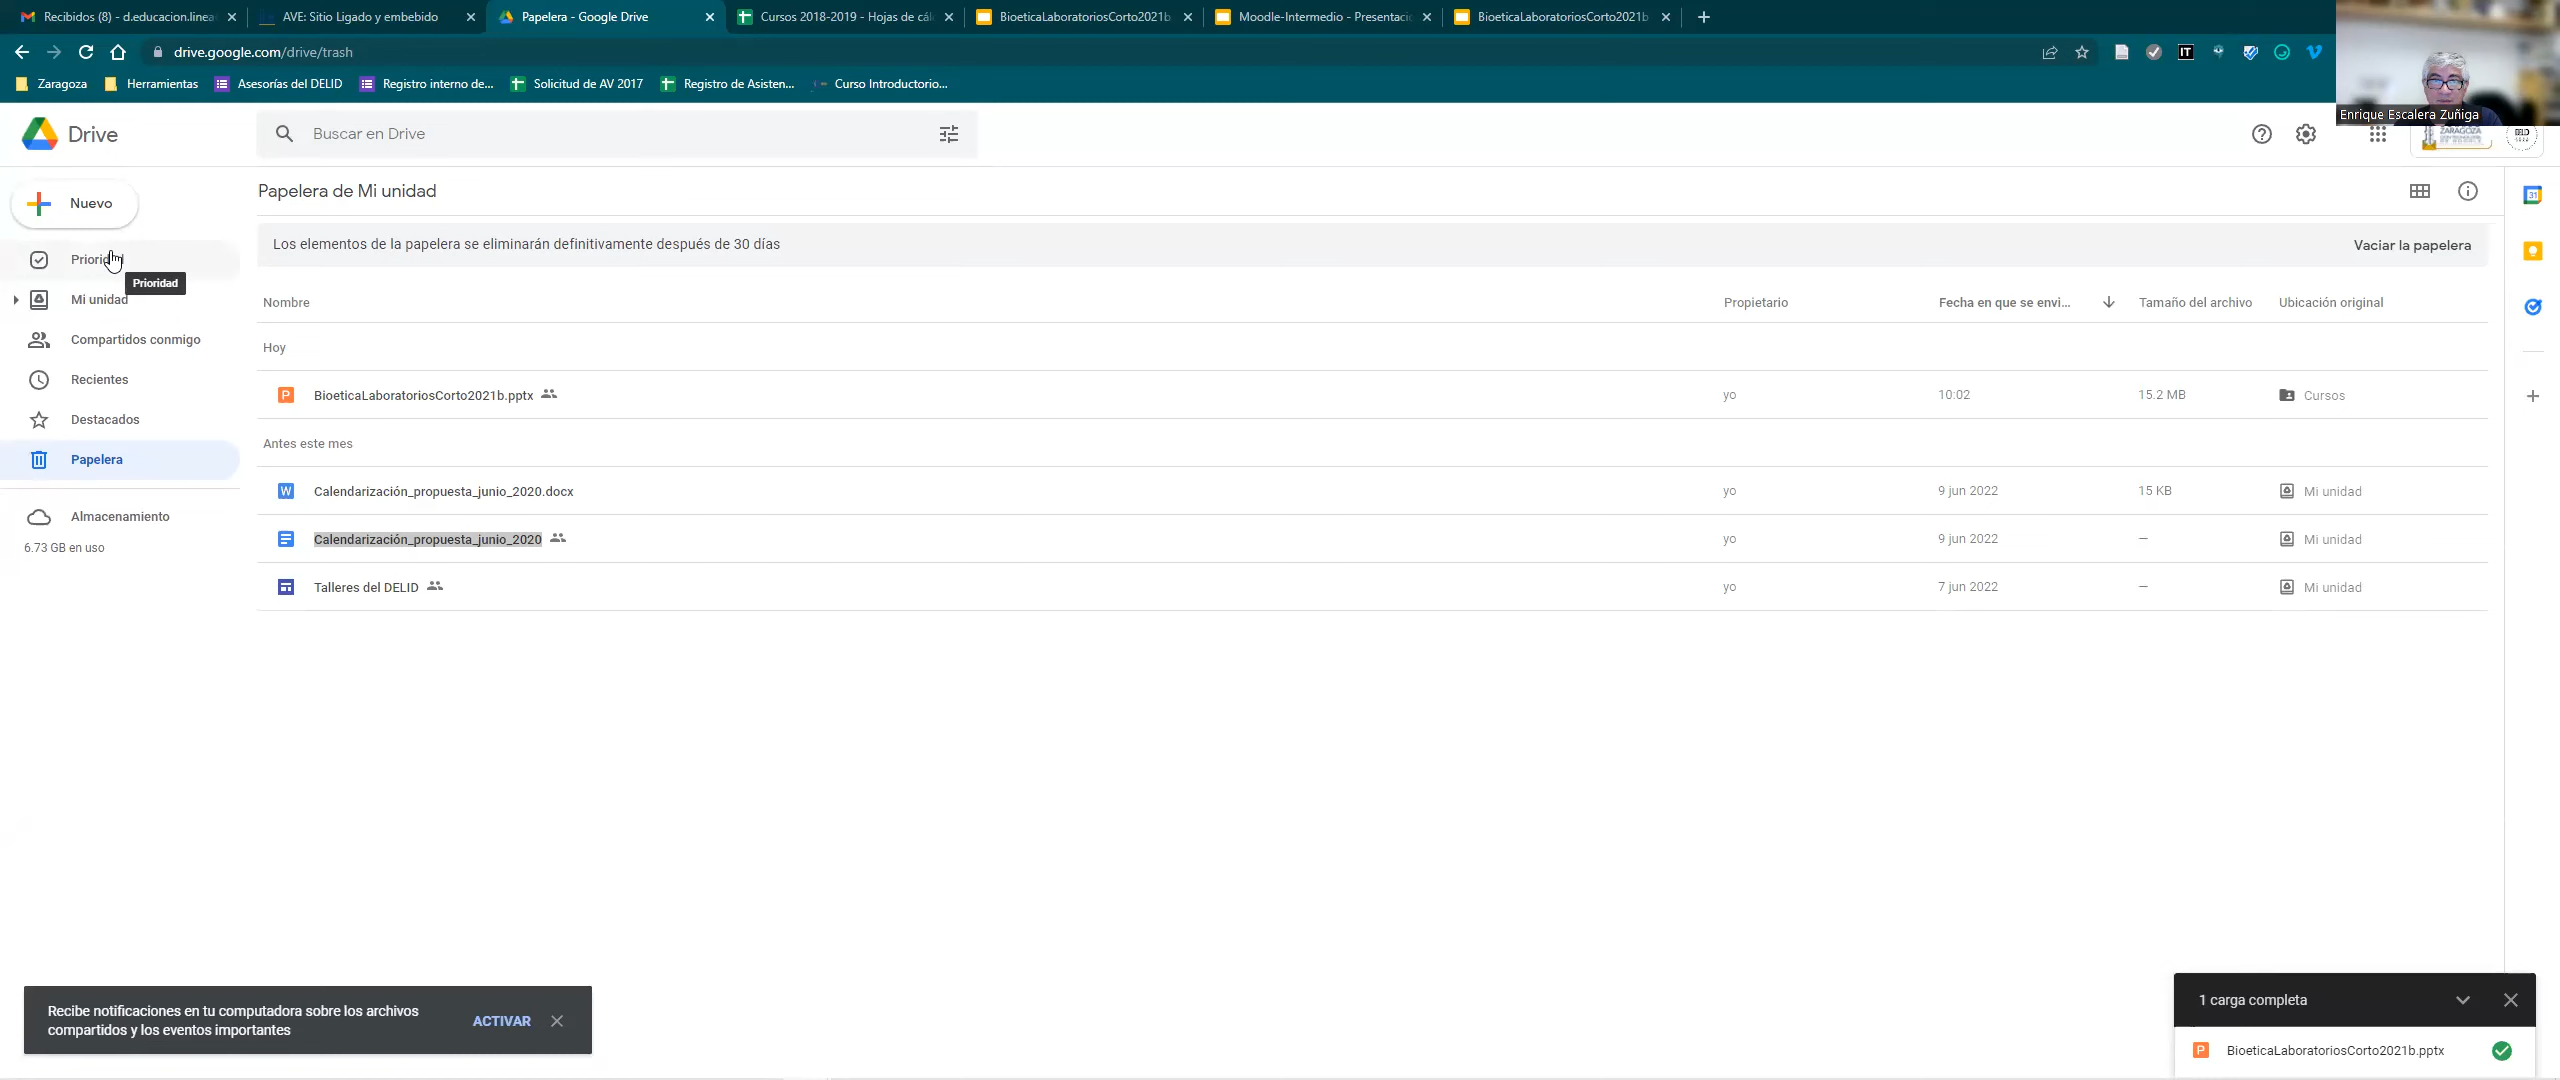 Recibidos (8) - d.educacion.linea
AVE: Sitio Ligado y embebido
Papelera - Google Drive
Cursos 2018-2019 - Hojas de cál
BioeticaLaboratoriosCorto2021b
Moodle-Intermedio - Presentacio
BioeticaLaboratoriosCorto2021b
drive.google.com/drive/trash
IT
Zaragoza
Herramientas
Asesorías del DELID
Registro interno de...
Solicitud de AV 2017
Registro de Asisten...
Curso Introductorio...
Enrique Escalera Zuñiga
Drive
Buscar en Drive
ZARAGOZA
DELID
Nuevo
Papelera de Mi unidad
31
Los elementos de la papelera se eliminarán definitivamente después de 30 días
Vaciar la papelera
Prioridad
Prioridad
Mi unidad
Compartidos conmigo
Recientes
Destacados
Papelera
Almacenamiento
6.73 GB en uso
Nombre
Propietario
Fecha en que se envi...
Tamaño del archivo
Ubicación original
Hoy
P BioeticaLaboratoriosCorto2021b.pptx yo 10:02 15.2 MB Cursos
Antes este mes
W Calendarización_propuesta_junio_2020.docx yo 9 jun 2022 15 KB Mi unidad
Calendarización_propuesta_junio_2020 yo 9 jun 2022 — Mi unidad
Talleres del DELID yo 7 jun 2022 — Mi unidad
Recibe notificaciones en tu computadora sobre los archivos
compartidos y los eventos importantes
ACTIVAR
1 carga completa
P BioeticaLaboratoriosCorto2021b.pptx